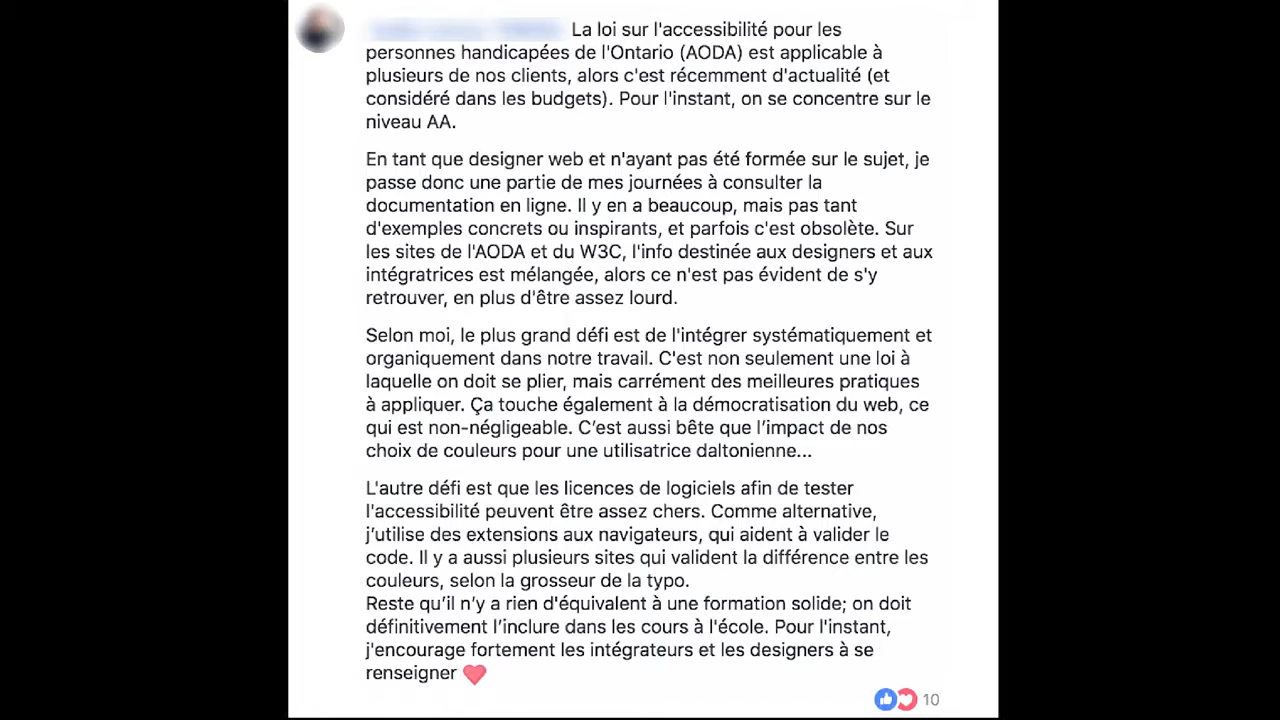 La loi sur l'accessibilité pour les
personnes handicapées de l'Ontario (AODA) est applicable à
plusieurs de nos clients, alors c'est récemment d'actualité (et
considéré dans les budgets). Pour l'instant, on se concentre sur le
niveau AA.
En tant que designer web et n'ayant pas été formée sur le sujet, je
passe donc une partie de mes journées à consulter la
documentation en ligne. Il y en a beaucoup, mais pas tant
d'exemples concrets ou inspirants, et parfois c'est obsolète. Sur
les sites de l'AODA et du W3C, l'info destinée aux designers et aux
intégratrices est mélangée, alors ce n'est pas évident de s'y
retrouver, en plus d'être assez lourd.
Selon moi, le plus grand défi est de l'intégrer systématiquement et
organiquement dans notre travail. C'est non seulement une loi à
laquelle on doit se plier, mais carrément des meilleures pratiques
à appliquer. Ça touche également à la démocratisation du web, ce
qui est non-négligeable. C’est aussi bête que l’impact de nos
choix de couleurs pour une utilisatrice daltonienne...
L'autre défi est que les licences de logiciels afin de tester
l'accessibilité peuvent être assez chers. Comme alternative,
j’utilise des extensions aux navigateurs, qui aident à valider le
code. Il y a aussi plusieurs sites qui valident la différence entre les
couleurs, selon la grosseur de la typo.
Reste qu’il n’y a rien d'équivalent à une formation solide; on doit
définitivement l’inclure dans les cours à l'école. Pour l'instant,
j'encourage fortement les intégrateurs et les designers à se
renseigner ❤
10